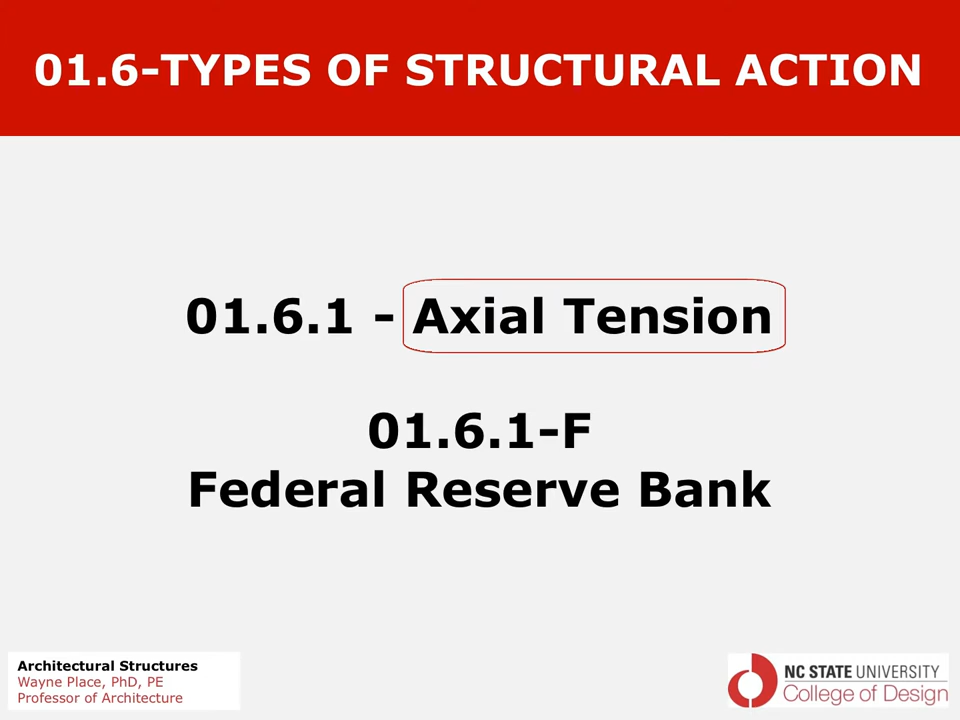 01.6-TYPES OF STRUCTURAL ACTION
01.6.1 - Axial Tension
01.6.1-F
Federal Reserve Bank
Architectural Structures
Wayne Place, PhD, PE
Professor of Architecture
NC STATE UNIVERSITY
College of Design